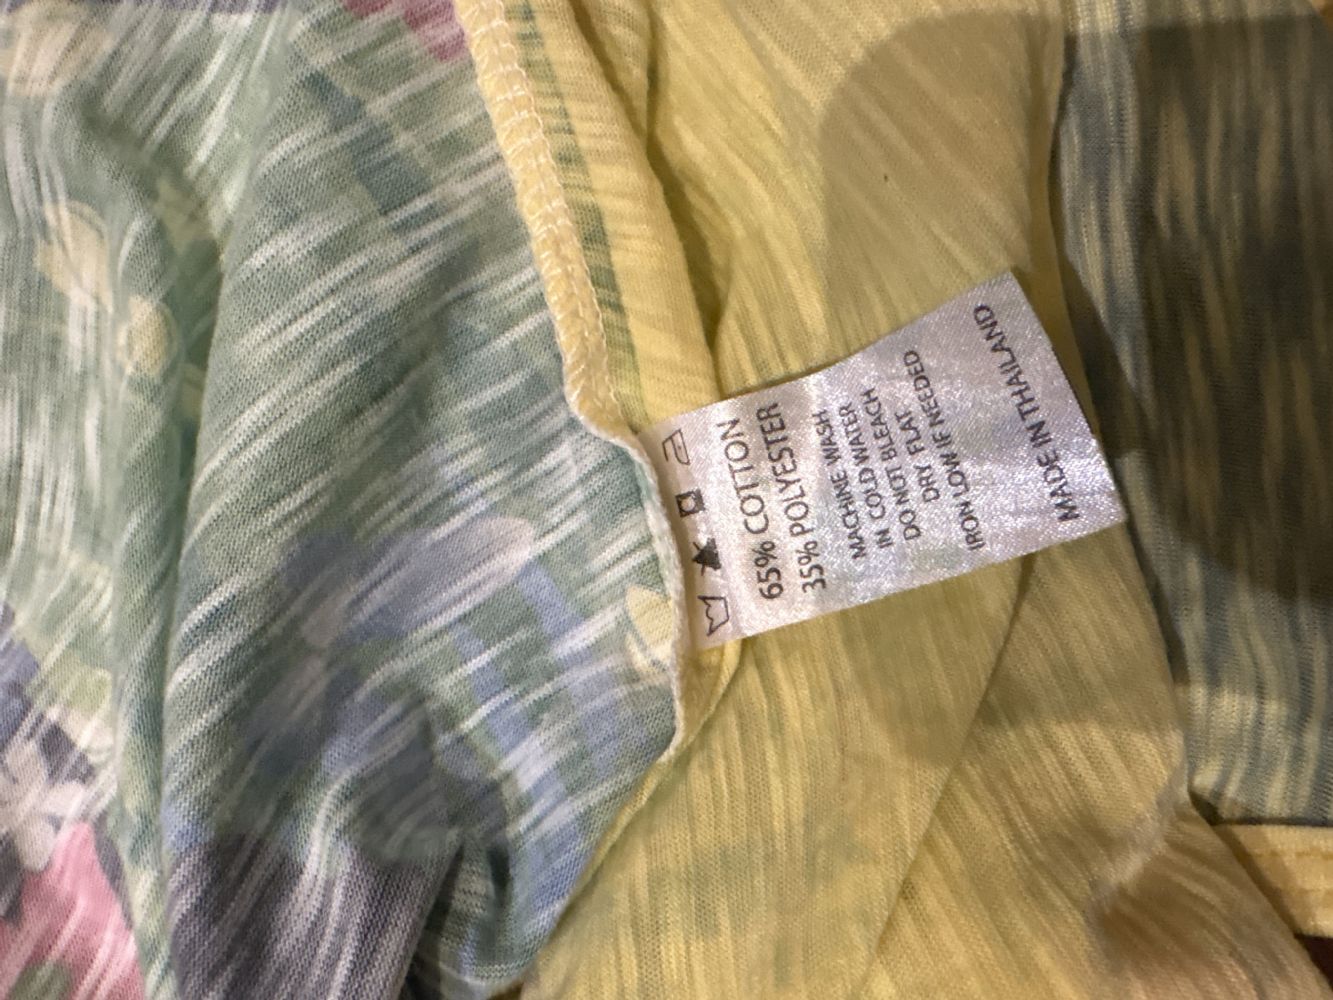 65% COTTON
35% POLYESTER
MACHINE WASH
IN COLD WATER
DO NOT BLEACH
DRY FLAT
IRON LOW IF NEEDED
MADE IN THAILAND